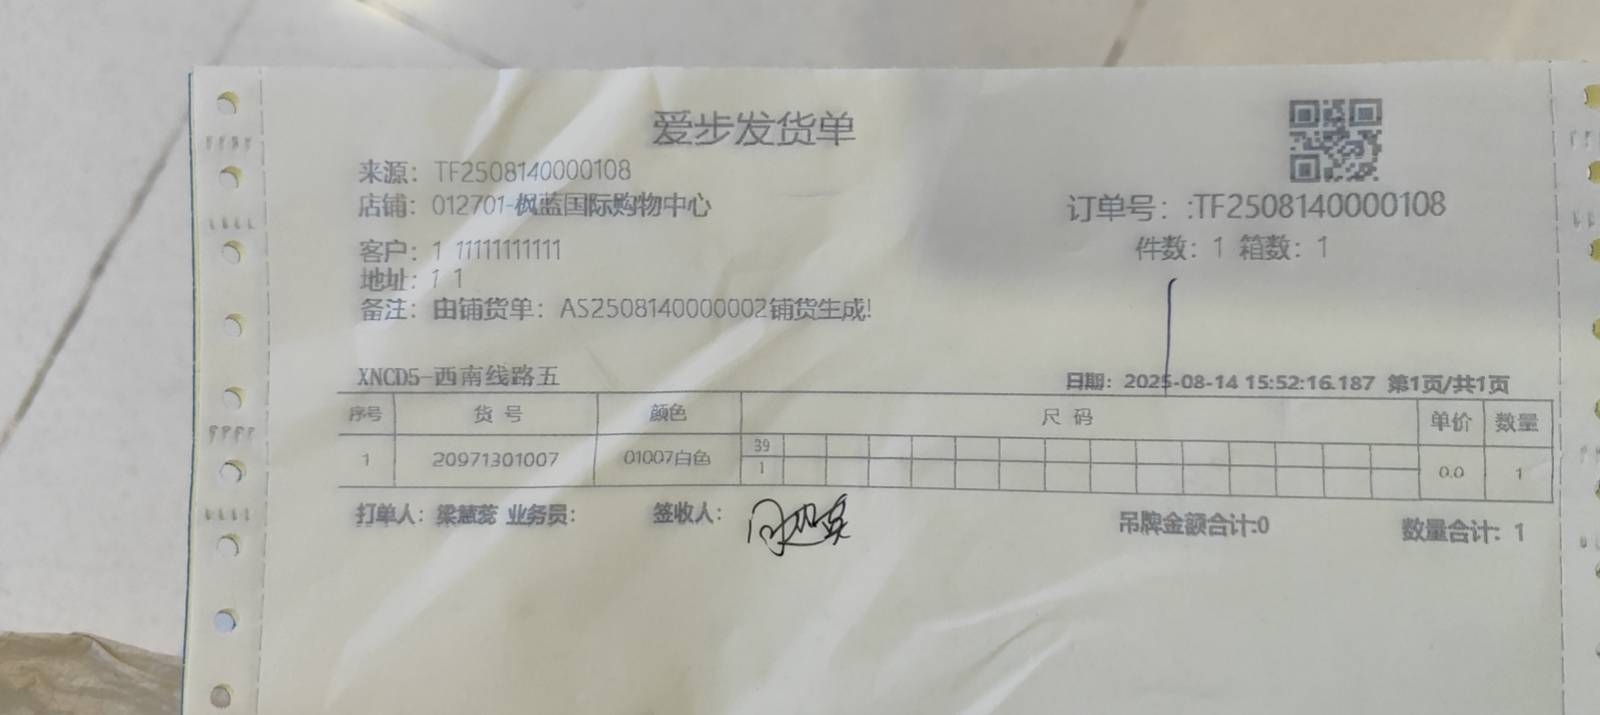 爱步发货单
来源：TF2508140000108
店铺：012701-枫蓝国际购物中心
订单号：:TF2508140000108
客户：1 11111111111
件数：1 箱数：1
地址：1 1
备注：由铺货单：AS2508140000002铺货生成!
XNCD5-西南线路五
日期：2025-08-14 15:52:16.187 第1页/共1页
序号 货号 颜色 尺码 单价 数量
39
1 20971301007 01007白色 1 0.0 1
打单人：梁慧蕊 业务员： 签收人： 吊牌金额合计:0 数量合计：1